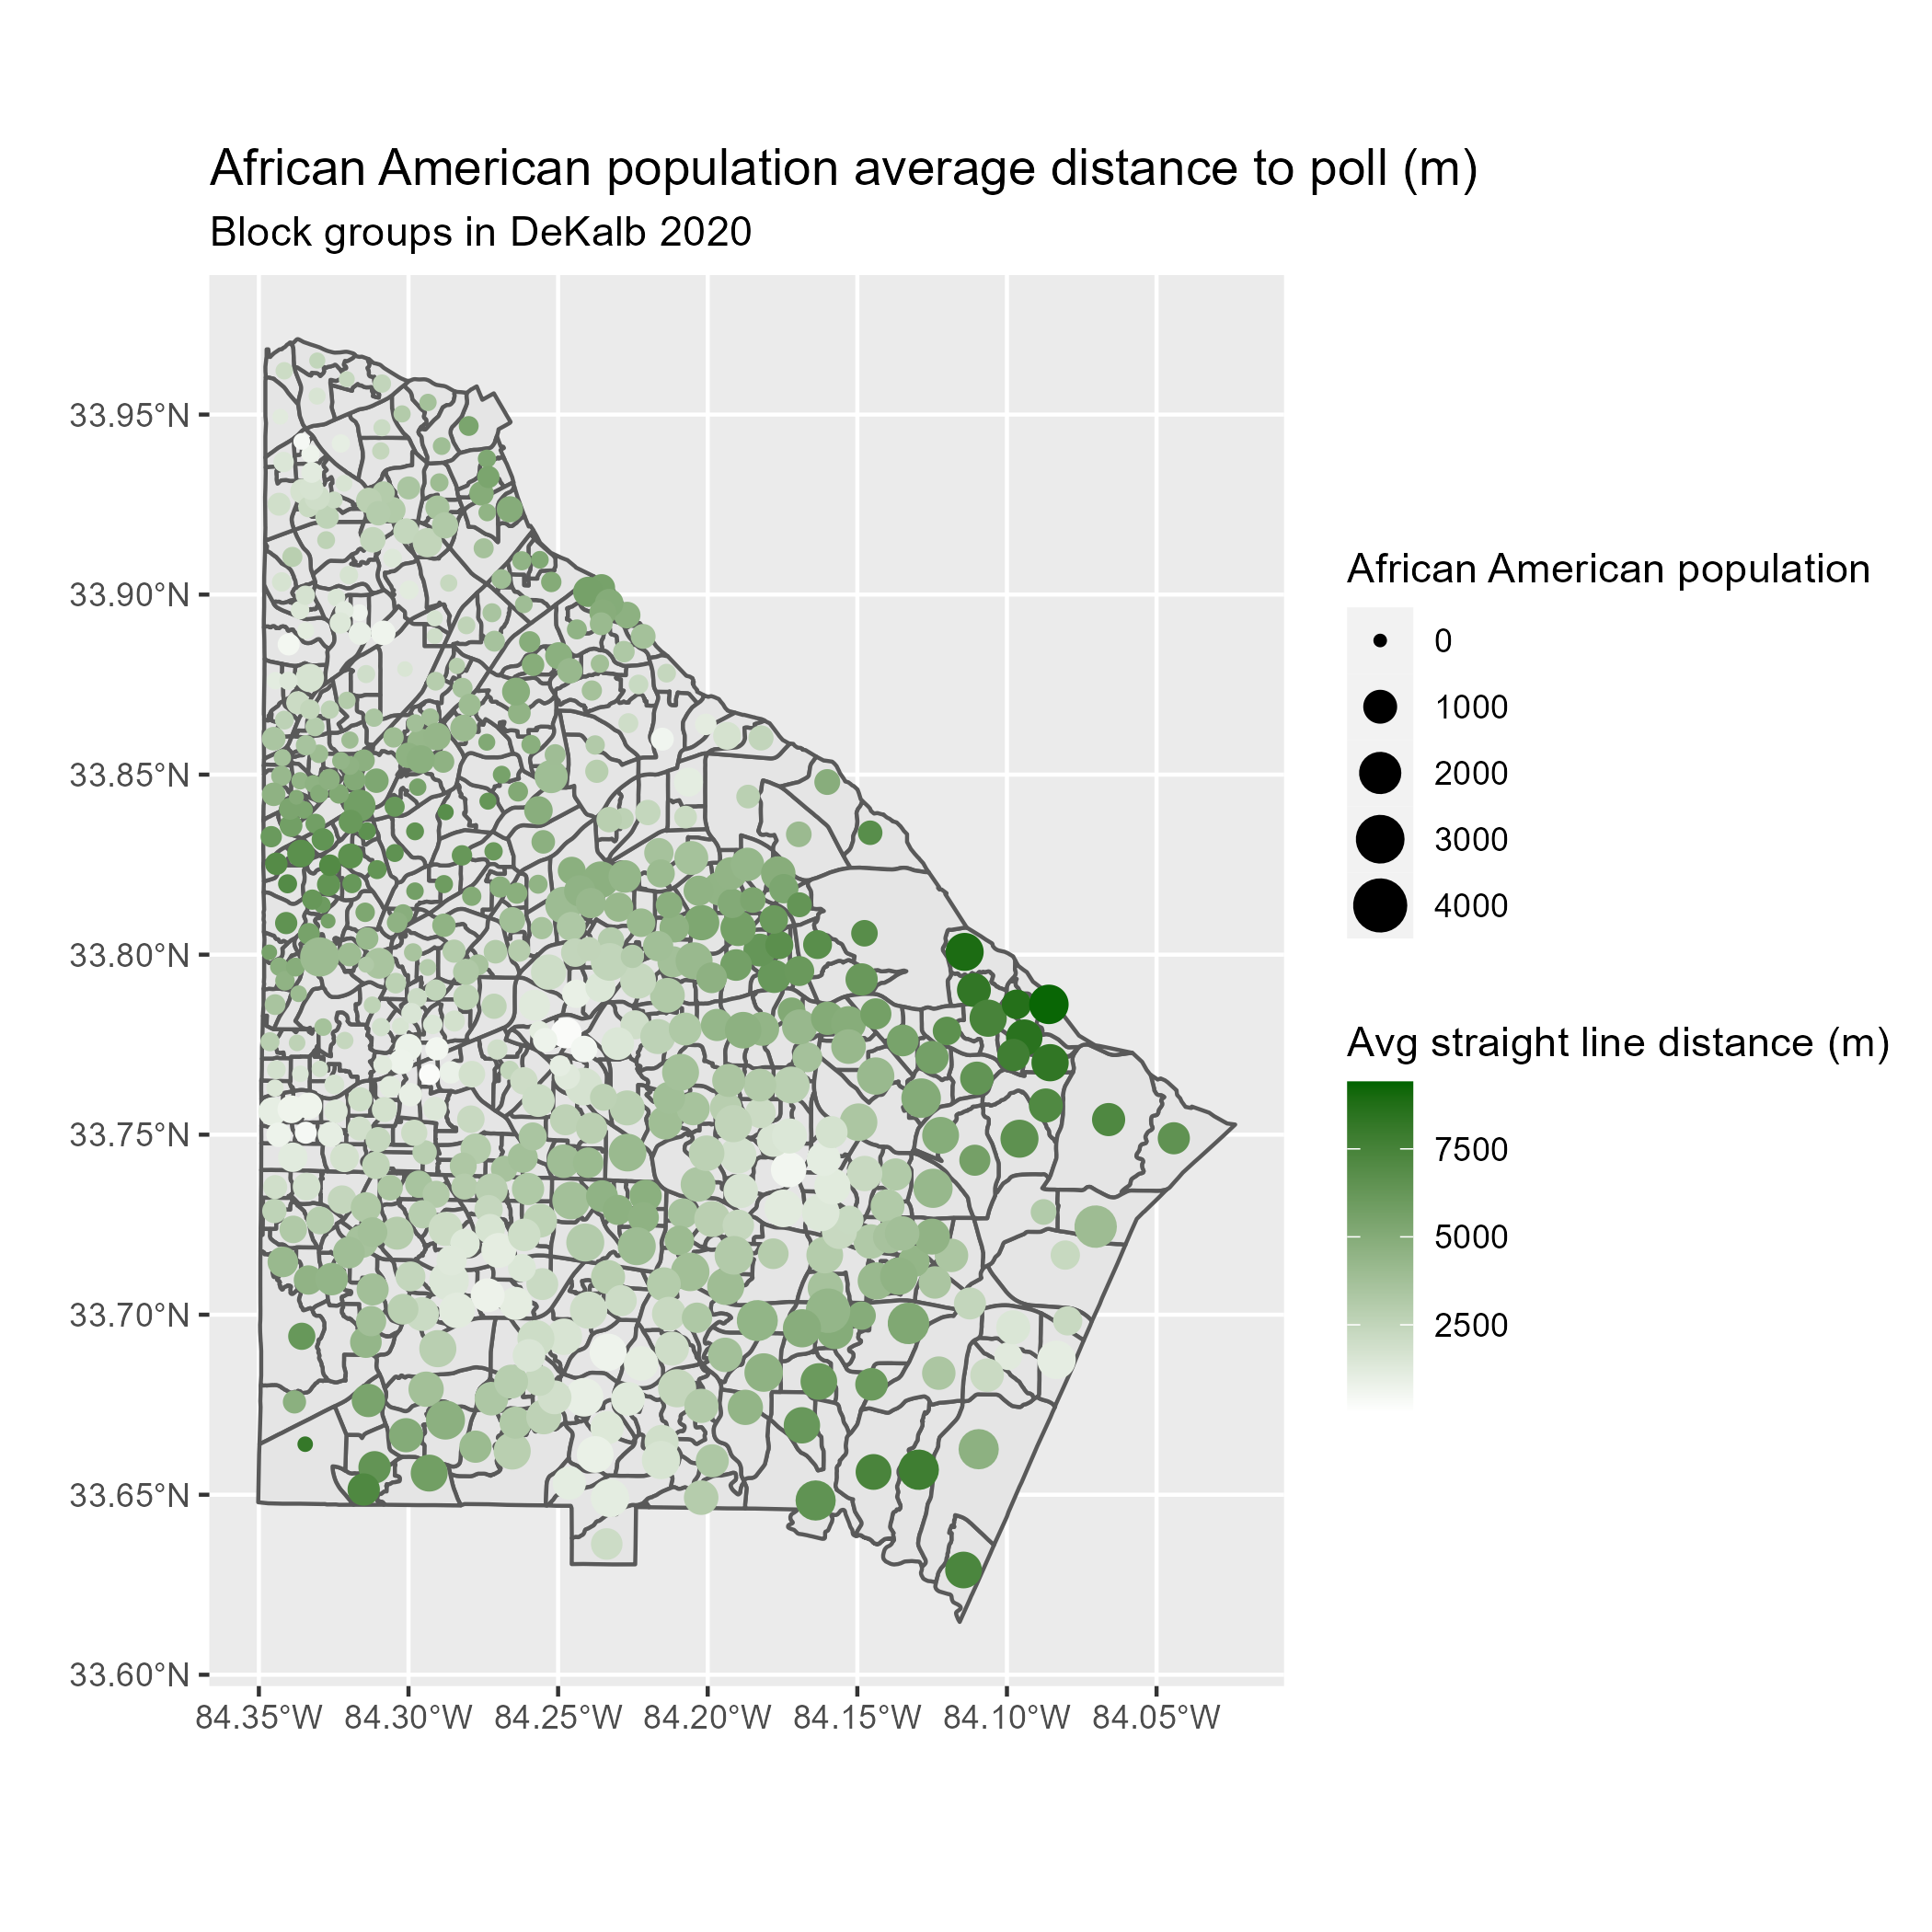 African American population average distance to poll (m)
Block groups in DeKalb 2020
33.95°N
33.90°N
33.85°N
33.80°N
33.75°N
33.70°N
33.65°N
33.60°N
84.35°W 84.30°W 84.25°W 84.20°W 84.15°W 84.10°W 84.05°W
African American population
0
1000
2000
3000
4000
Avg straight line distance (m)
7500
5000
2500